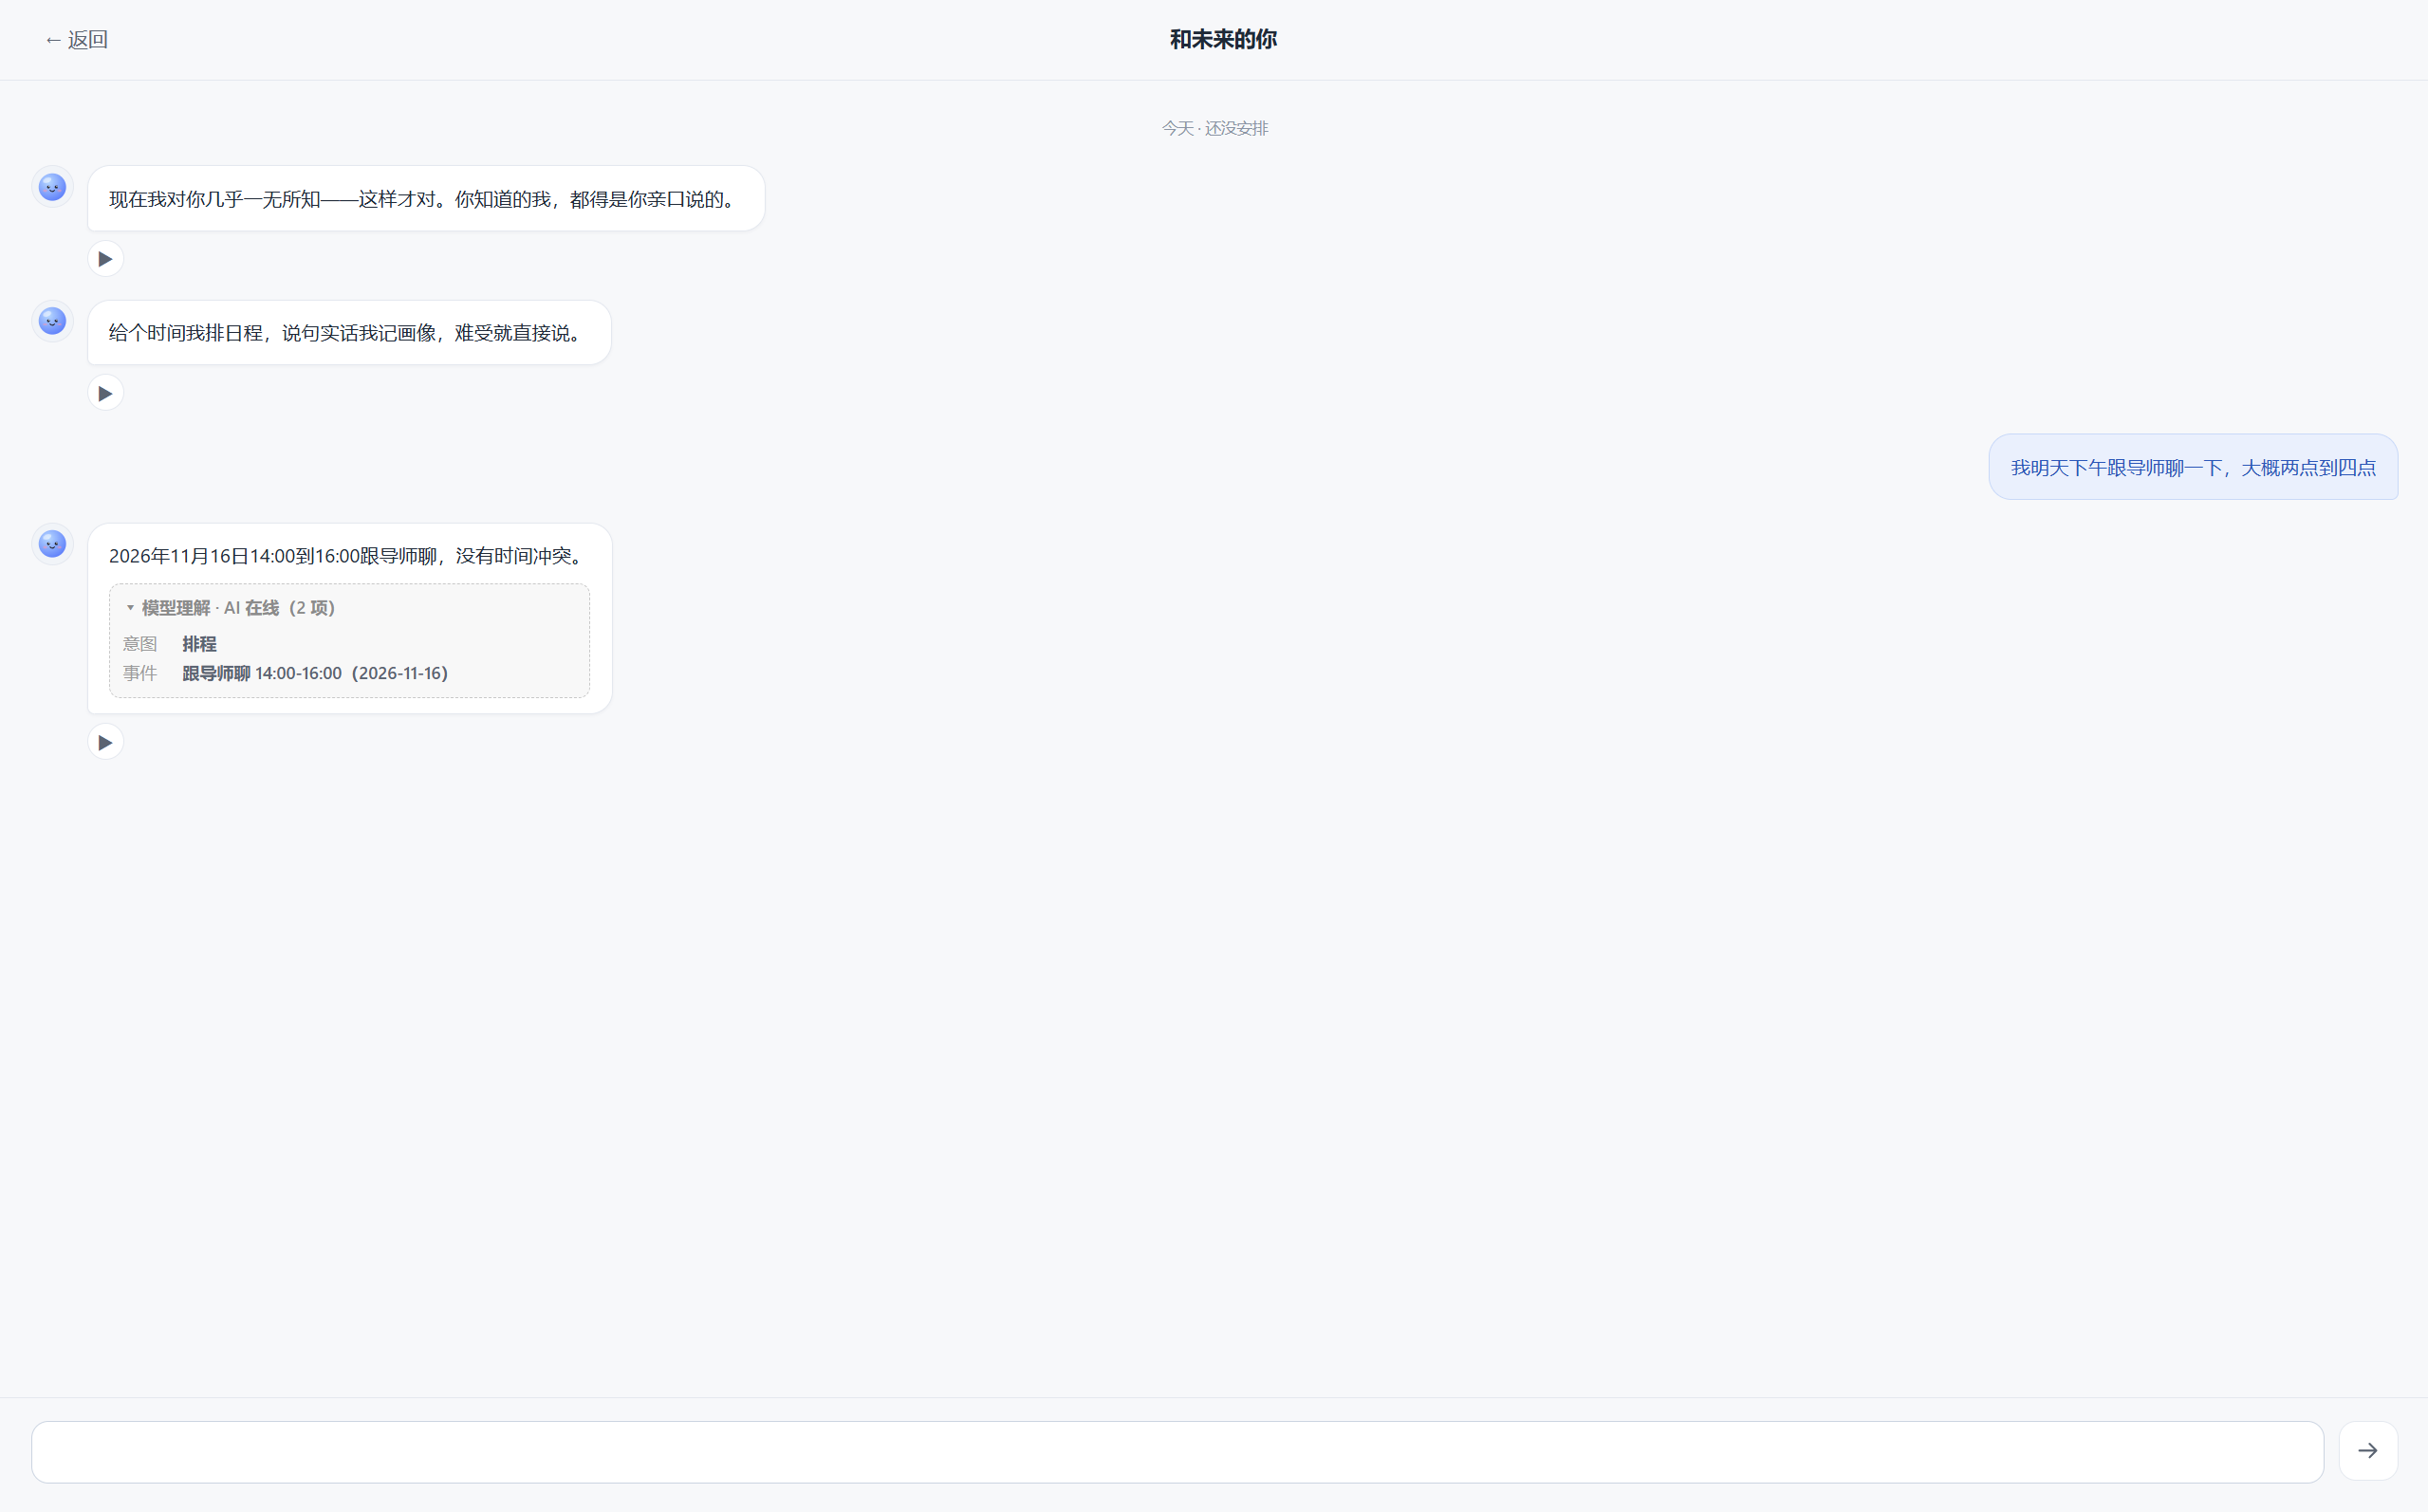 ← 返回
和未来的你
今天 · 还没安排
现在我对你几乎一无所知——这样才对。你知道的我，都得是你亲口说的。
给个时间我排日程，说句实话我记画像，难受就直接说。
我明天下午跟导师聊一下，大概两点到四点
2026年11月16日14:00到16:00跟导师聊，没有时间冲突。
▼ 模型理解 · AI 在线（2 项）
意图 排程
事件 跟导师聊 14:00-16:00（2026-11-16）